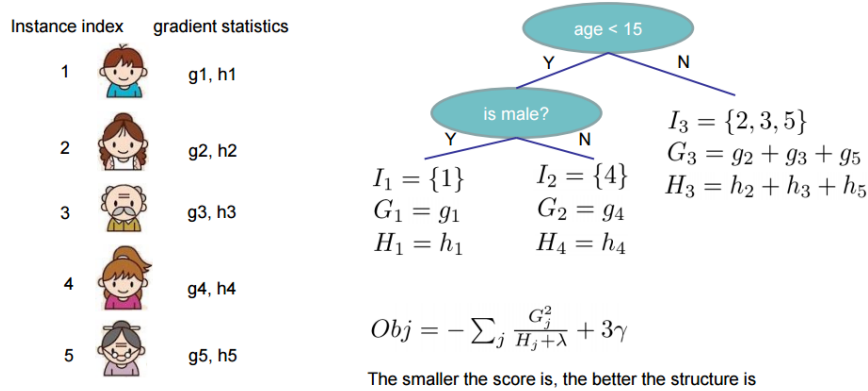 Instance index gradient statistics
1 g1, h1
2 g2, h2
3 g3, h3
4 g4, h4
5 g5, h5
age < 15
Y N
is male?
Y N
I₁ = {1}
G₁ = g₁
H₁ = h₁
I₂ = {4}
G₂ = g₄
H₄ = h₄
I₃ = {2, 3, 5}
G₃ = g₂ + g₃ + g₅
H₃ = h₂ + h₃ + h₅
Obj = − ∑ⱼ Gⱼ² / (Hⱼ+λ) + 3γ
The smaller the score is, the better the structure is